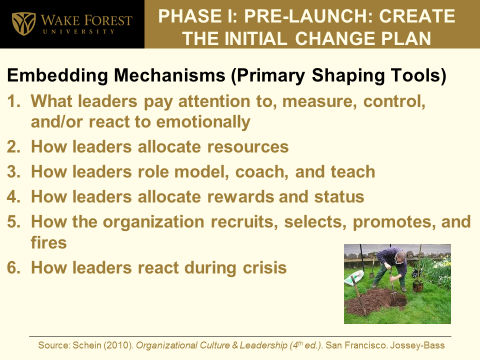 WAKE FOREST
UNIVERSITY
PHASE I: PRE-LAUNCH: CREATE
THE INITIAL CHANGE PLAN
Embedding Mechanisms (Primary Shaping Tools)
1. What leaders pay attention to, measure, control,
and/or react to emotionally
2. How leaders allocate resources
3. How leaders role model, coach, and teach
4. How leaders allocate rewards and status
5. How the organization recruits, selects, promotes, and
fires
6. How leaders react during crisis
Source: Schein (2010). Organizational Culture & Leadership (4th ed.). San Francisco. Jossey-Bass